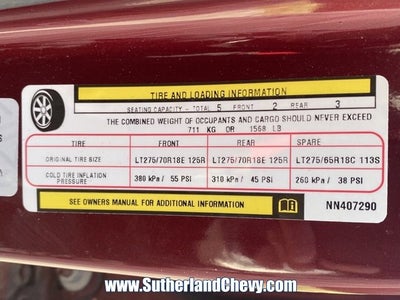 TIRE AND LOADING INFORMATION
SEATING CAPACITY - TOTAL 5 FRONT 2 REAR 3
THE COMBINED WEIGHT OF OCCUPANTS AND CARGO SHOULD NEVER EXCEED
711 KG OR 1568 LB
TIRE FRONT REAR SPARE
ORIGINAL TIRE SIZE LT275/70R18E 125R LT275/70R18E 125R LT275/65R18C 113S
COLD TIRE INFLATION
PRESSURE 380 kPa / 55 PSI 310 kPa / 45 PSI 260 kPa / 38 PSI
SEE OWNERS MANUAL FOR ADDITIONAL INFORMATION NN407290
www.SutherlandChevy.com